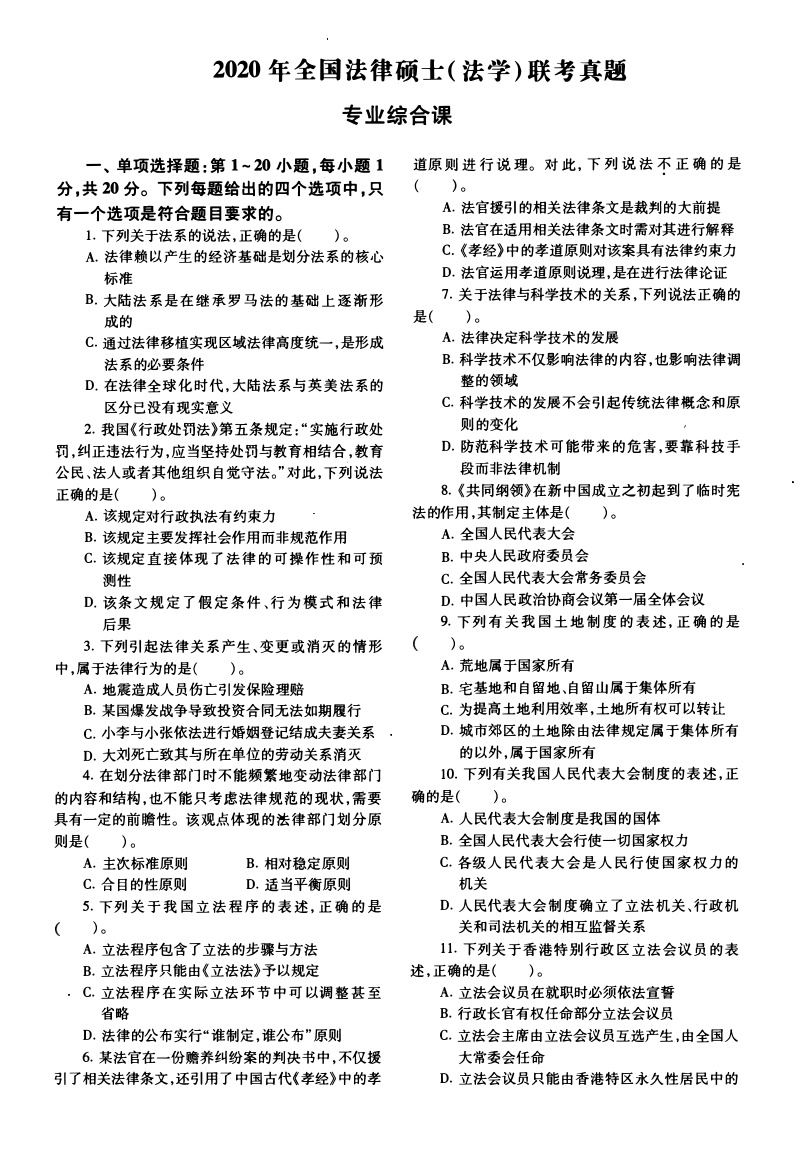 2020 年全国法律硕士(法学)联考真题
专业综合课
一、单项选择题:第 1~20 小题,每小题 1
分,共 20 分。下列每题给出的四个选项中,只
有一个选项是符合题目要求的。
1. 下列关于法系的说法,正确的是(  )。
A. 法律赖以产生的经济基础是划分法系的核心
标准
B. 大陆法系是在继承罗马法的基础上逐渐形
成的
C. 通过法律移植实现区域法律高度统一,是形成
法系的必要条件
D. 在法律全球化时代,大陆法系与英美法系的
区分已没有现实意义
2. 我国《行政处罚法》第五条规定:“实施行政处
罚,纠正违法行为,应当坚持处罚与教育相结合,教育
公民、法人或者其他组织自觉守法。”对此,下列说法
正确的是(  )。
A. 该规定对行政执法有约束力
B. 该规定主要发挥社会作用而非规范作用
C. 该规定直接体现了法律的可操作性和可预
测性
D. 该条文规定了假定条件、行为模式和法律
后果
3. 下列引起法律关系产生、变更或消灭的情形
中,属于法律行为的是(  )。
A. 地震造成人员伤亡引发保险理赔
B. 某国爆发战争导致投资合同无法如期履行
C. 小李与小张依法进行婚姻登记结成夫妻关系
D. 大刘死亡致其与所在单位的劳动关系消灭
4. 在划分法律部门时不能频繁地变动法律部门
的内容和结构,也不能只考虑法律规范的现状,需要
具有一定的前瞻性。该观点体现的法律部门划分原
则是(  )。
A. 主次标准原则 B. 相对稳定原则
C. 合目的性原则 D. 适当平衡原则
5. 下列关于我国立法程序的表述,正确的是
(  )。
A. 立法程序包含了立法的步骤与方法
B. 立法程序只能由《立法法》予以规定
C. 立法程序在实际立法环节中可以调整甚至
省略
D. 法律的公布实行“谁制定,谁公布”原则
6. 某法官在一份赡养纠纷案的判决书中,不仅援
引了相关法律条文,还引用了中国古代《孝经》中的孝
道原则进行说理。对此,下列说法不正确的是
(  )。
A. 法官援引的相关法律条文是裁判的大前提
B. 法官在适用相关法律条文时需对其进行解释
C.《孝经》中的孝道原则对该案具有法律约束力
D. 法官运用孝道原则说理,是在进行法律论证
7. 关于法律与科学技术的关系,下列说法正确的
是(  )。
A. 法律决定科学技术的发展
B. 科学技术不仅影响法律的内容,也影响法律调
整的领域
C. 科学技术的发展不会引起传统法律概念和原
则的变化
D. 防范科学技术可能带来的危害,要靠科技手
段而非法律机制
8.《共同纲领》在新中国成立之初起到了临时宪
法的作用,其制定主体是(  )。
A. 全国人民代表大会
B. 中央人民政府委员会
C. 全国人民代表大会常务委员会
D. 中国人民政治协商会议第一届全体会议
9. 下列有关我国土地制度的表述,正确的是
(  )。
A. 荒地属于国家所有
B. 宅基地和自留地、自留山属于集体所有
C. 为提高土地利用效率,土地所有权可以转让
D. 城市郊区的土地除由法律规定属于集体所有
的以外,属于国家所有
10. 下列有关我国人民代表大会制度的表述,正
确的是(  )。
A. 人民代表大会制度是我国的国体
B. 全国人民代表大会行使一切国家权力
C. 各级人民代表大会是人民行使国家权力的
机关
D. 人民代表大会制度确立了立法机关、行政机
关和司法机关的相互监督关系
11. 下列关于香港特别行政区立法会议员的表
述,正确的是(  )。
A. 立法会议员在就职时必须依法宣誓
B. 行政长官有权任命部分立法会议员
C. 立法会主席由立法会议员互选产生,由全国人
大常委会任命
D. 立法会议员只能由香港特区永久性居民中的